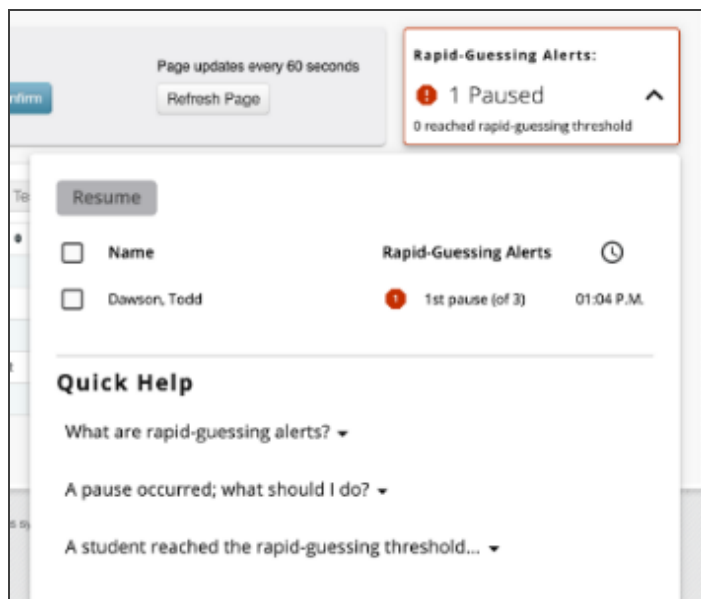 Page updates every 60 seconds
Refresh Page
nfirm
Rapid-Guessing Alerts:
1 Paused
0 reached rapid-guessing threshold
Te
Resume
Name Rapid-Guessing Alerts
Dawson, Todd 1 1st pause (of 3) 01:04 P.M.
Quick Help
What are rapid-guessing alerts?
A pause occurred; what should I do?
A student reached the rapid-guessing threshold...